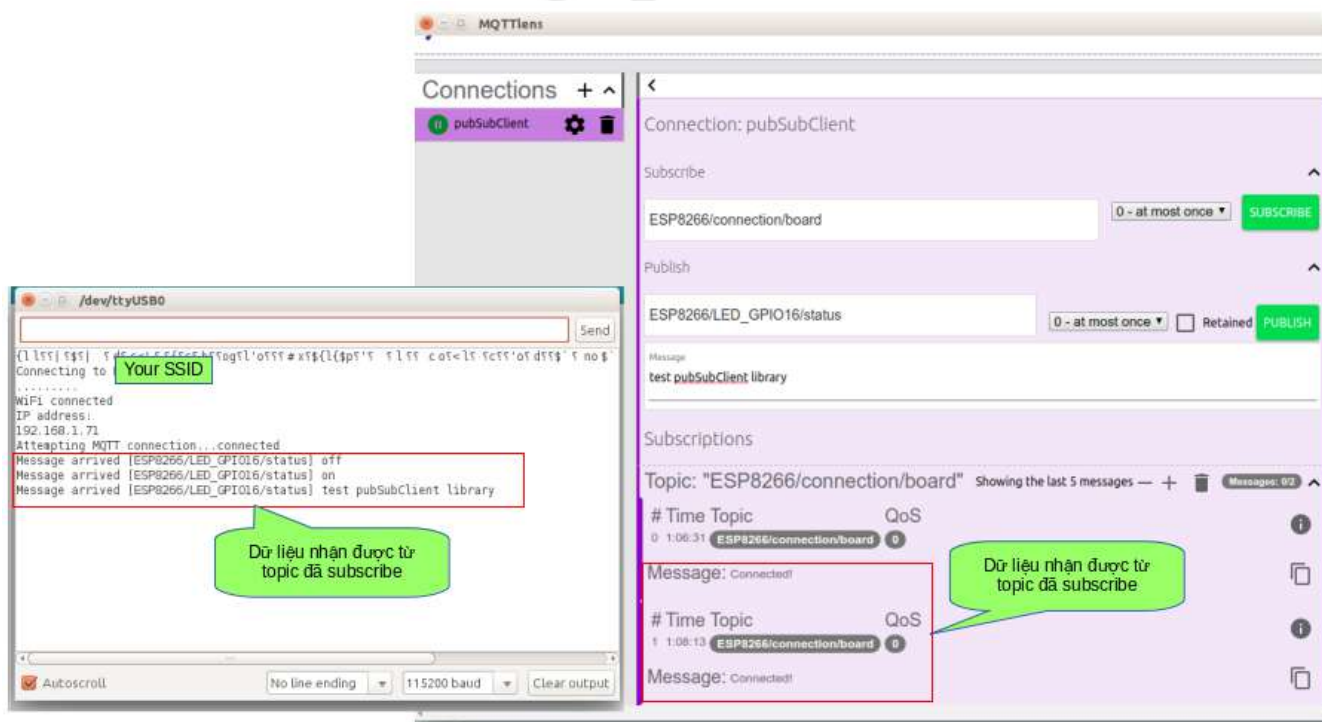 MQTTlens
Connections
pubSubClient
Connection: pubSubClient
Subscribe
ESP8266/connection/board
0 - at most once
SUBSCRIBE
Publish
ESP8266/LED_GPIO16/status
0 - at most once
Retained
PUBLISH
Message
test pubSubClient library
Subscriptions
Topic: "ESP8266/connection/board" Showing the last 5 messages
Messages: 0/2
# Time Topic QoS
0 1:06:31 ESP8266/connection/board 0
Message: Connected!
# Time Topic QoS
1 1:08:13 ESP8266/connection/board 0
Message: Connected!
Dữ liệu nhận được từ
topic đã subscribe
/dev/ttyUSB0
Send
Connecting to
Your SSID
.........
WiFi connected
IP address:
192.168.1.71
Attempting MQTT connection...connected
Message arrived [ESP8266/LED_GPIO16/status] off
Message arrived [ESP8266/LED_GPIO16/status] on
Message arrived [ESP8266/LED_GPIO16/status] test pubSubClient library
Dữ liệu nhận được từ
topic đã subscribe
Autoscroll
No line ending
115200 baud
Clear output